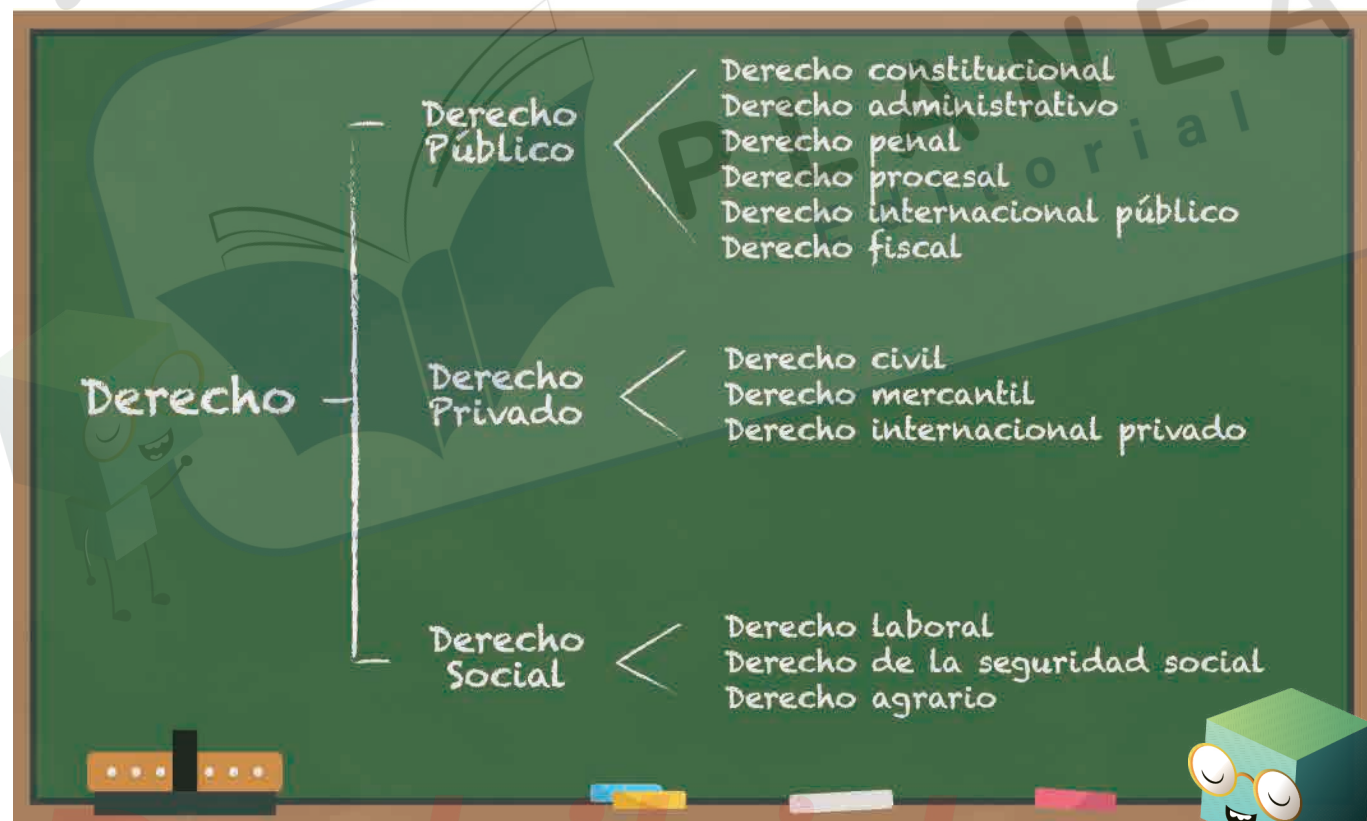 PLANEA
Editorial
Derecho
Derecho
Público
Derecho constitucional
Derecho administrativo
Derecho penal
Derecho procesal
Derecho internacional público
Derecho fiscal
Derecho
Privado
Derecho civil
Derecho mercantil
Derecho internacional privado
Derecho
Social
Derecho laboral
Derecho de la seguridad social
Derecho agrario